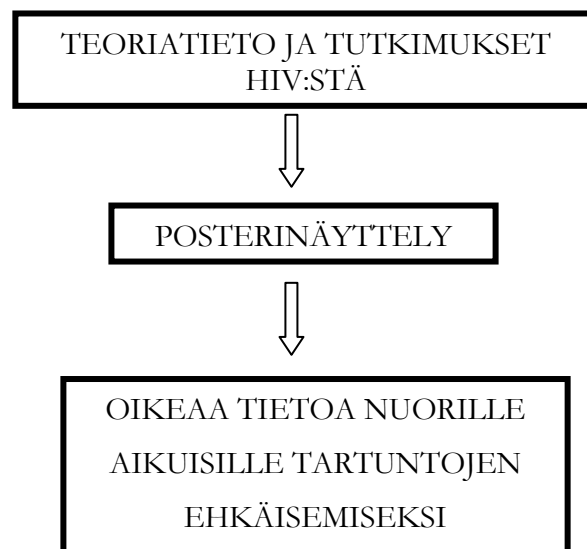 TEORIATIETO JA TUTKIMUKSET
HIV:STÄ
POSTERINÄYTTELY
OIKEAA TIETOA NUORILLE
AIKUISILLE TARTUNTOJEN
EHKÄISEMISEKSI